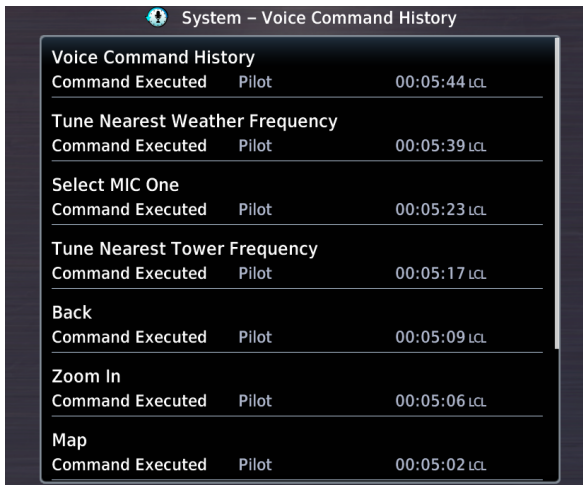 System – Voice Command History
Voice Command History
Command Executed Pilot 00:05:44 LCL
Tune Nearest Weather Frequency
Command Executed Pilot 00:05:39 LCL
Select MIC One
Command Executed Pilot 00:05:23 LCL
Tune Nearest Tower Frequency
Command Executed Pilot 00:05:17 LCL
Back
Command Executed Pilot 00:05:09 LCL
Zoom In
Command Executed Pilot 00:05:06 LCL
Map
Command Executed Pilot 00:05:02 LCL